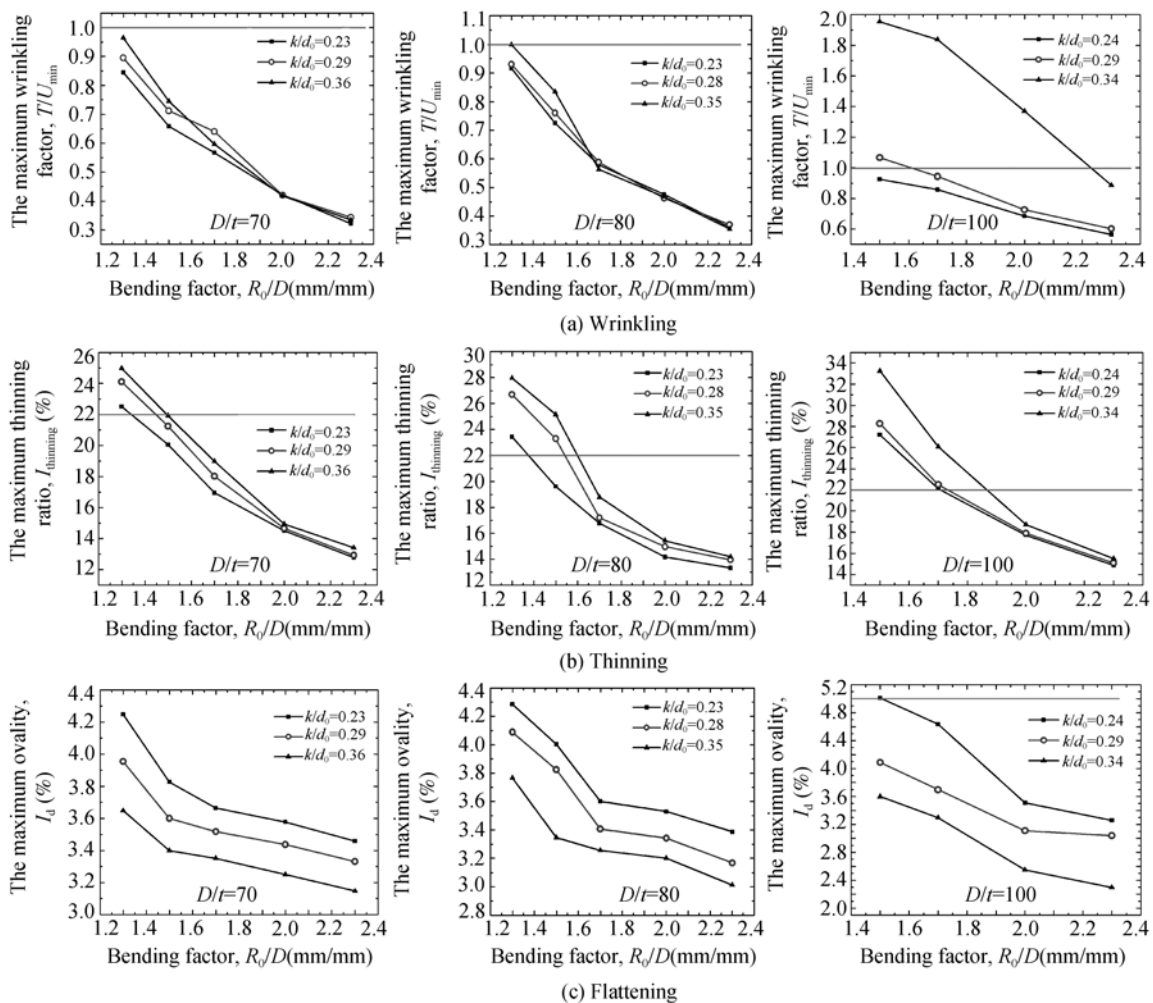 The maximum wrinkling
factor, T/Umin
1.0
0.9
0.8
0.7
0.6
0.5
0.4
0.3
k/d0=0.23
k/d0=0.29
k/d0=0.36
D/t=70
1.2 1.4 1.6 1.8 2.0 2.2 2.4
Bending factor, R0/D(mm/mm)
The maximum wrinkling
factor, T/Umin
1.1
1.0
0.9
0.8
0.7
0.6
0.5
0.4
0.3
k/d0=0.23
k/d0=0.28
k/d0=0.35
D/t=80
1.2 1.4 1.6 1.8 2.0 2.2 2.4
Bending factor, R0/D(mm/mm)
The maximum wrinkling
factor, T/Umin
2.0
1.8
1.6
1.4
1.2
1.0
0.8
0.6
k/d0=0.24
k/d0=0.29
k/d0=0.34
D/t=100
1.4 1.6 1.8 2.0 2.2 2.4
Bending factor, R0/D(mm/mm)
(a) Wrinkling
The maximum thinning
ratio, Ithinning (%)
26
24
22
20
18
16
14
12
k/d0=0.23
k/d0=0.29
k/d0=0.36
D/t=70
1.2 1.4 1.6 1.8 2.0 2.2 2.4
Bending factor, R0/D(mm/mm)
The maximum thinning
ratio, Ithinning (%)
30
28
26
24
22
20
18
16
14
12
k/d0=0.23
k/d0=0.28
k/d0=0.35
D/t=80
1.2 1.4 1.6 1.8 2.0 2.2 2.4
Bending factor, R0/D(mm/mm)
The maximum thinning
ratio, Ithinning (%)
34
32
30
28
26
24
22
20
18
16
14
k/d0=0.24
k/d0=0.29
k/d0=0.34
D/t=100
1.4 1.6 1.8 2.0 2.2 2.4
Bending factor, R0/D(mm/mm)
(b) Thinning
The maximum ovality,
Id (%)
4.4
4.2
4.0
3.8
3.6
3.4
3.2
3.0
k/d0=0.23
k/d0=0.29
k/d0=0.36
D/t=70
1.2 1.4 1.6 1.8 2.0 2.2 2.4
Bending factor, R0/D(mm/mm)
The maximum ovality,
Id (%)
4.4
4.2
4.0
3.8
3.6
3.4
3.2
3.0
2.8
k/d0=0.23
k/d0=0.28
k/d0=0.35
D/t=80
1.2 1.4 1.6 1.8 2.0 2.2 2.4
Bending factor, R0/D(mm/mm)
The maximum ovality,
Id (%)
5.2
4.8
4.4
4.0
3.6
3.2
2.8
2.4
2.0
k/d0=0.24
k/d0=0.29
k/d0=0.34
D/t=100
1.4 1.6 1.8 2.0 2.2 2.4
Bending factor, R0/D(mm/mm)
(c) Flattening